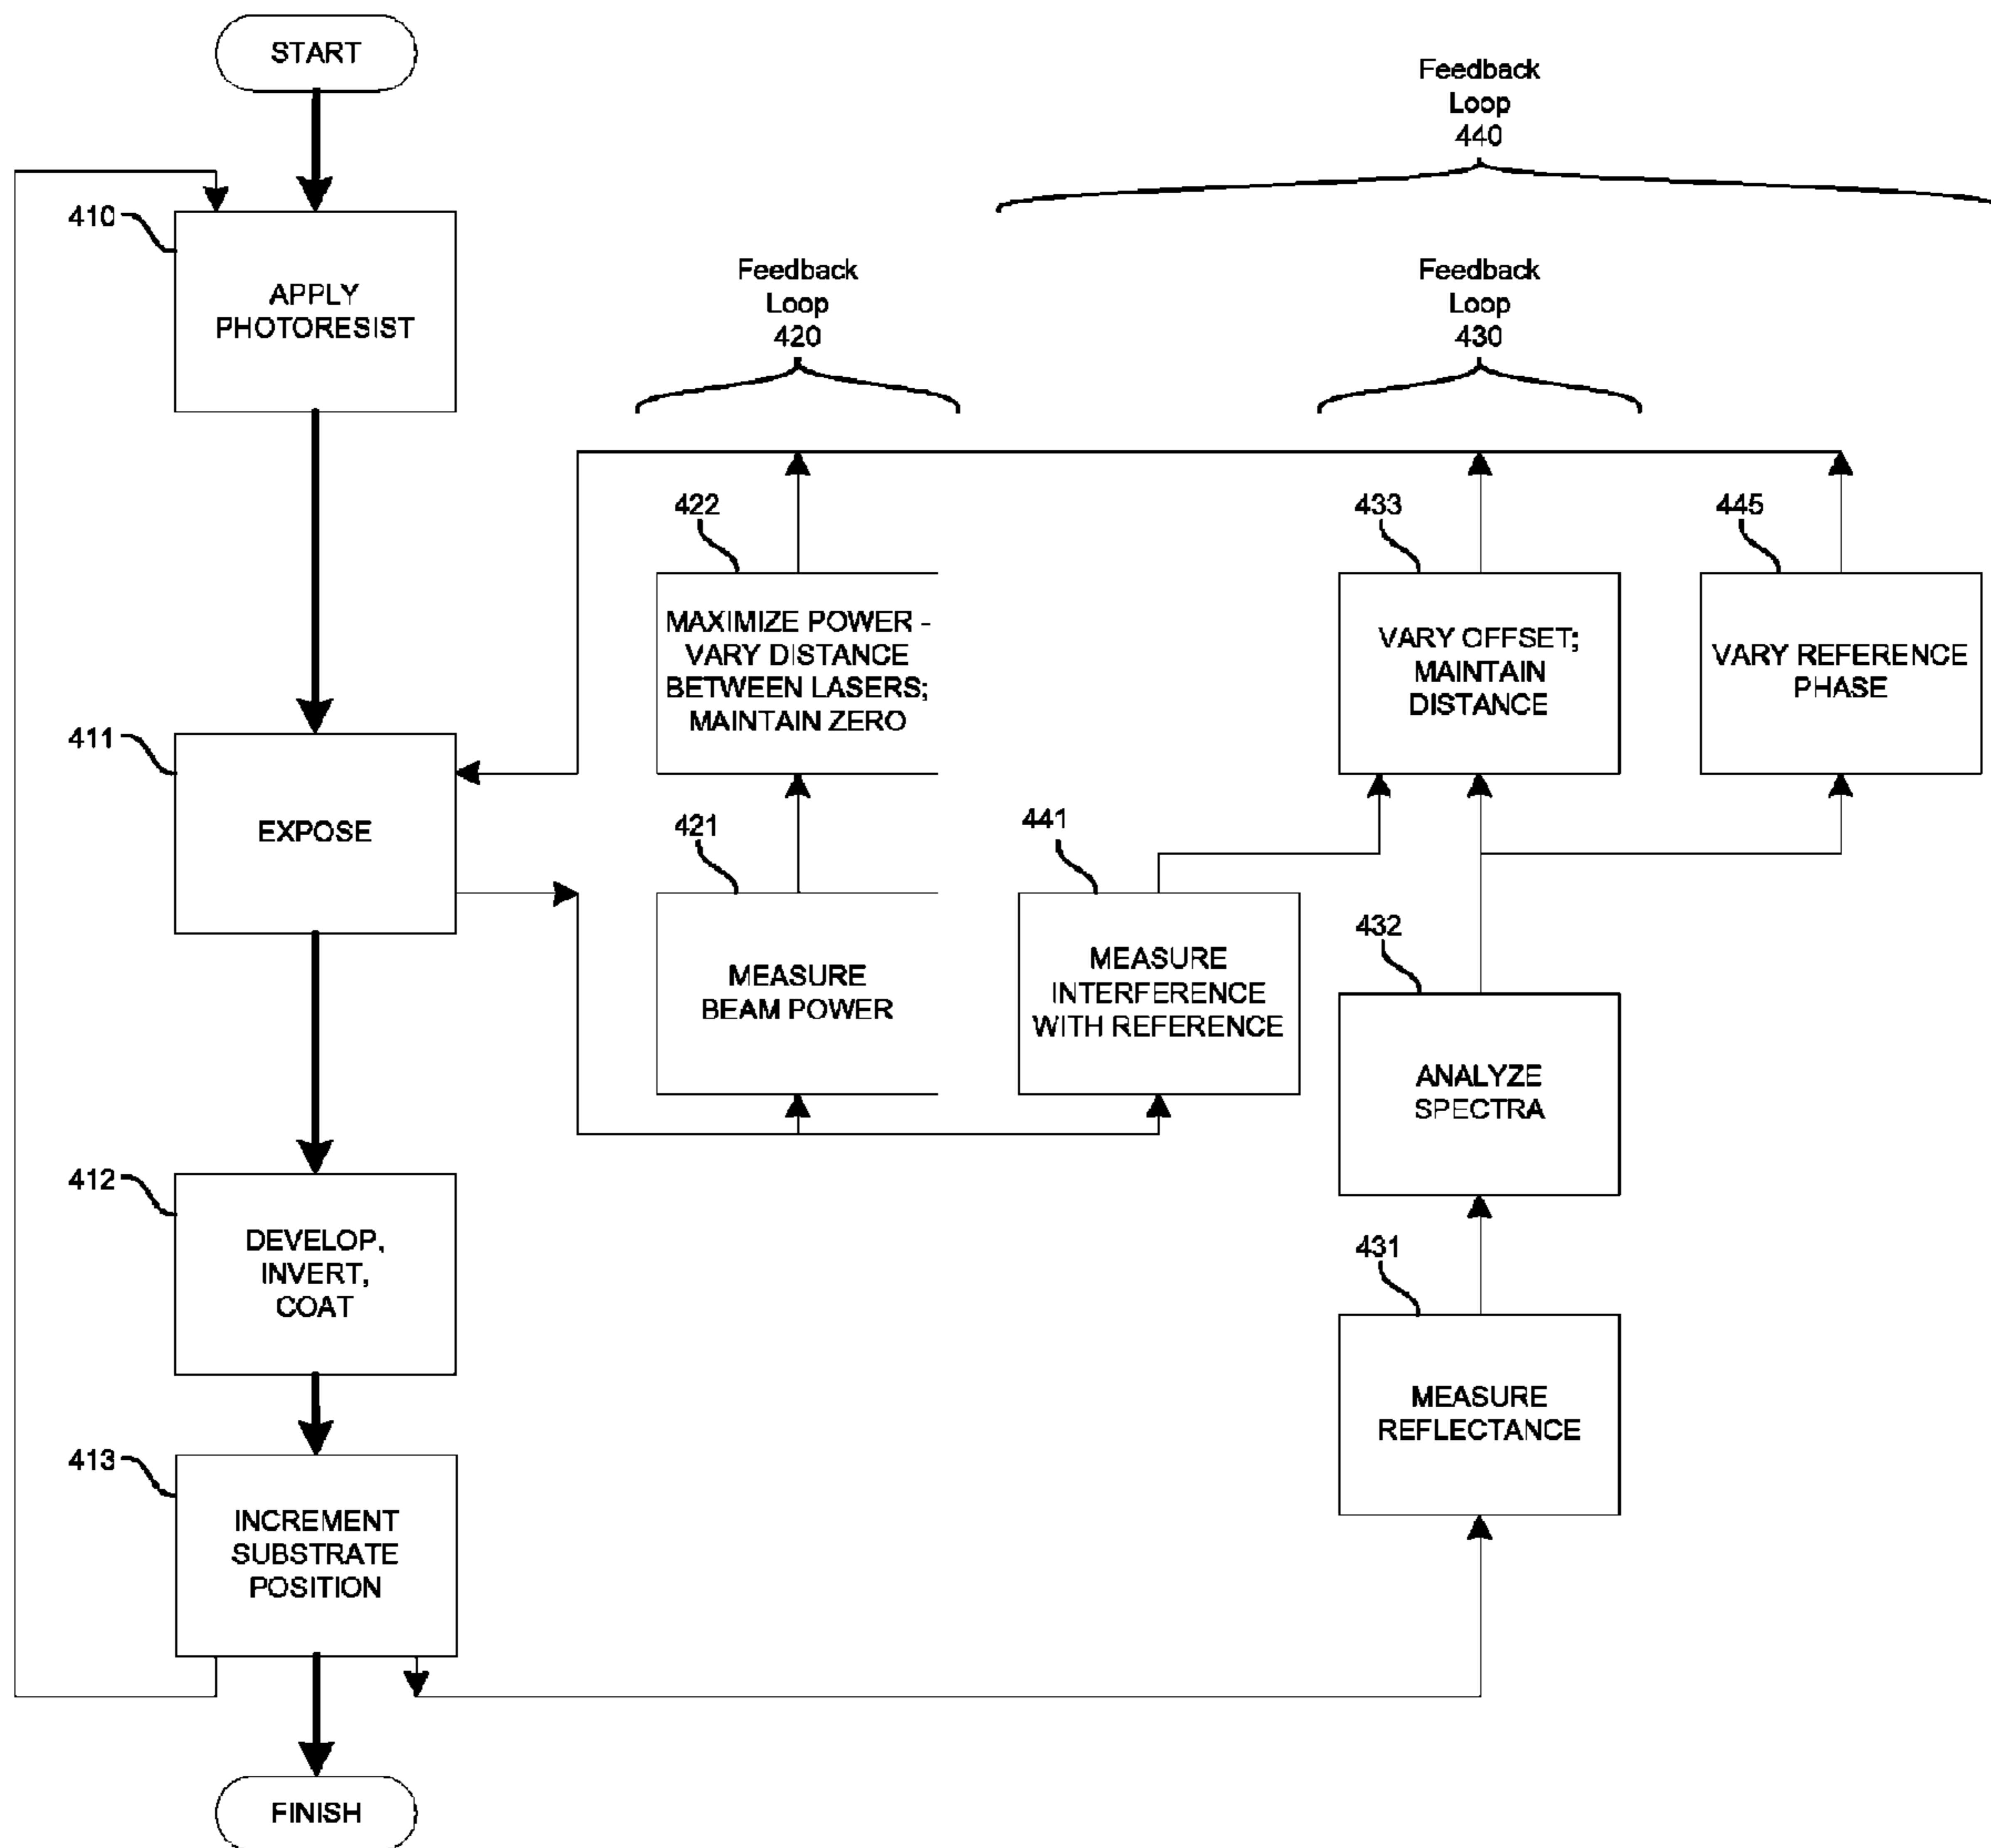 START
Feedback
Loop
440
410
APPLY
PHOTORESIST
Feedback
Loop
420
Feedback
Loop
430
422
433
445
MAXIMIZE POWER -
VARY DISTANCE
BETWEEN LASERS;
MAINTAIN ZERO
VARY OFFSET;
MAINTAIN
DISTANCE
VARY REFERENCE
PHASE
411
EXPOSE
421
441
MEASURE
BEAM POWER
MEASURE
INTERFERENCE
WITH REFERENCE
432
ANALYZE
SPECTRA
412
DEVELOP,
INVERT,
COAT
431
MEASURE
REFLECTANCE
413
INCREMENT
SUBSTRATE
POSITION
FINISH